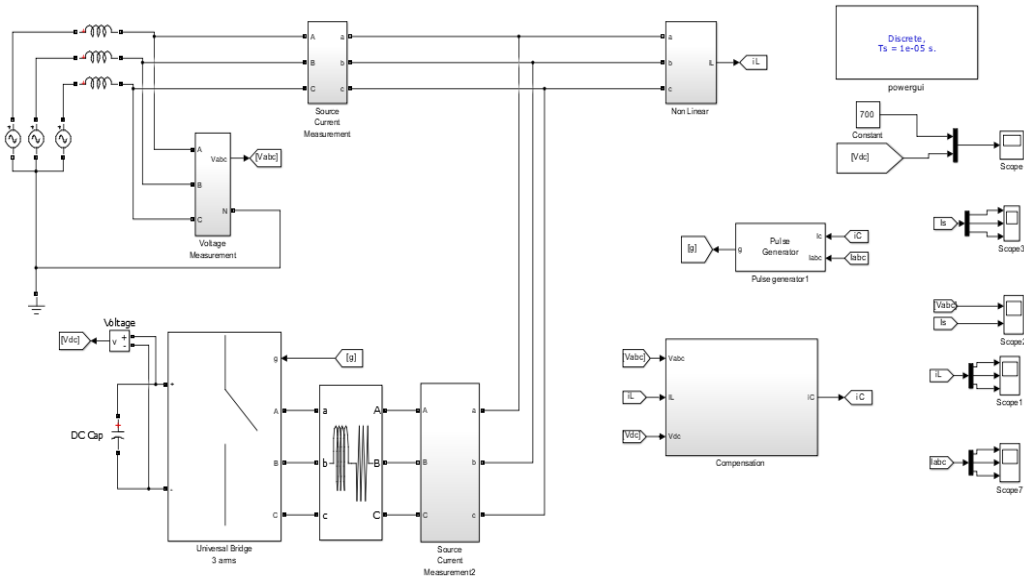 A
B
C
a
b
c
Source
Current
Measurement
a
b
c
iL
Non Linear
iL
Discrete,
Ts = 1e-05 s.
powergui
700
Constant
[Vdc]
Scope
A
B
C
Vabc
N
[Vabc]
Voltage
Measurement
Is
Scope3
[g]
g
Pulse
Generator
Ic
Iabc
iC
Iabc
Pulse generator1
[Vabc]
Is
Scope2
Voltage
[Vdc]
v
+
-
DC Cap
+
+
-
g
A
B
C
[g]
Universal Bridge
3 arms
a
b
c
A
B
C
A
B
C
a
b
c
Source
Current
Measurement2
[Vabc]
iL
[Vdc]
Vabc
iL
Vdc
iC
iC
Compensation
iL
Scope1
Iabc
Scope7